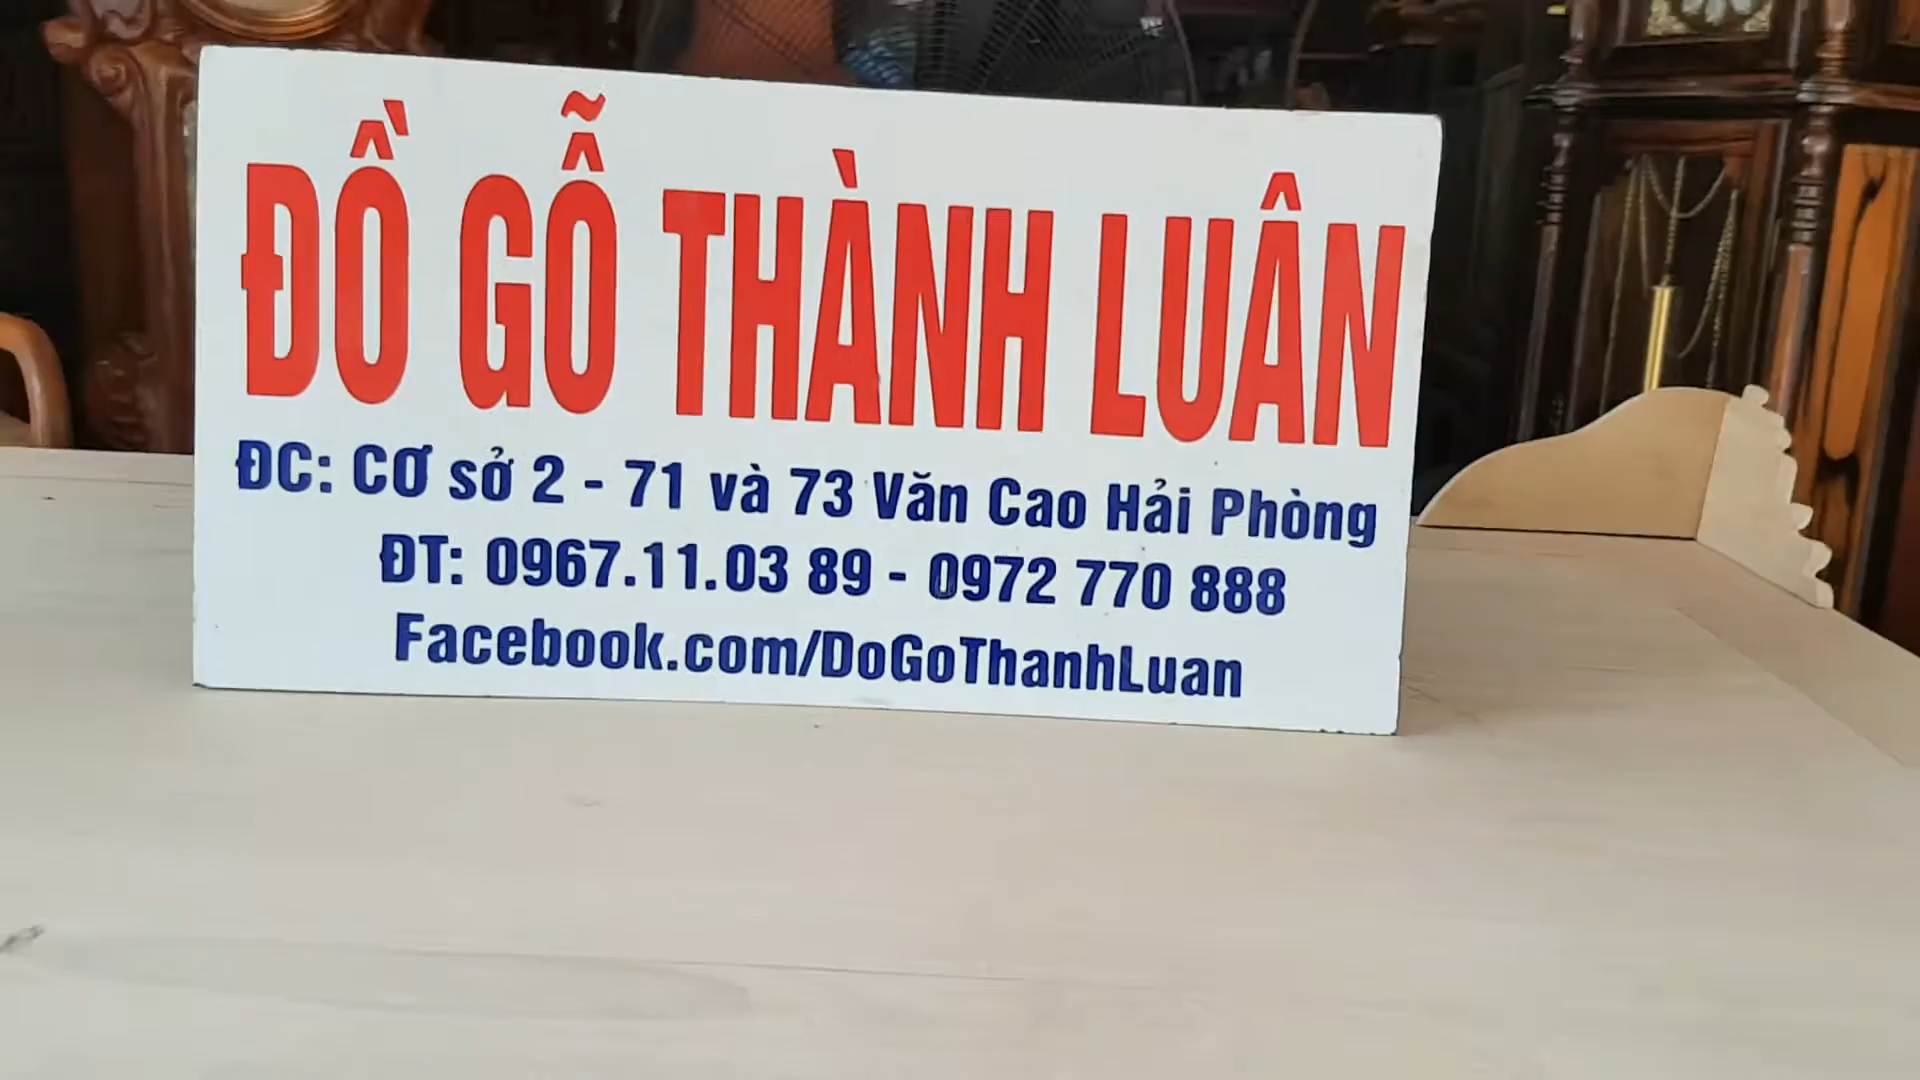 ĐỒ GỖ THÀNH LUÂN
ĐC: CƠ sở 2 - 71 và 73 Văn Cao Hải Phòng
ĐT: 0967.11.03 89 - 0972 770 888
Facebook.com/DoGoThanhLuan